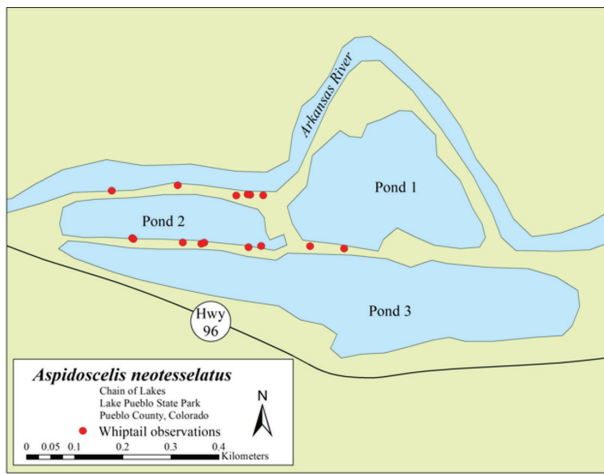 Arkansas River
Pond 1
Pond 2
Pond 3
Hwy
96
Aspidoscelis neotesselatus
Chain of Lakes
Lake Pueblo State Park
Pueblo County, Colorado
N
Whiptail observations
0 0.05 0.1 0.2 0.3 0.4
Kilometers